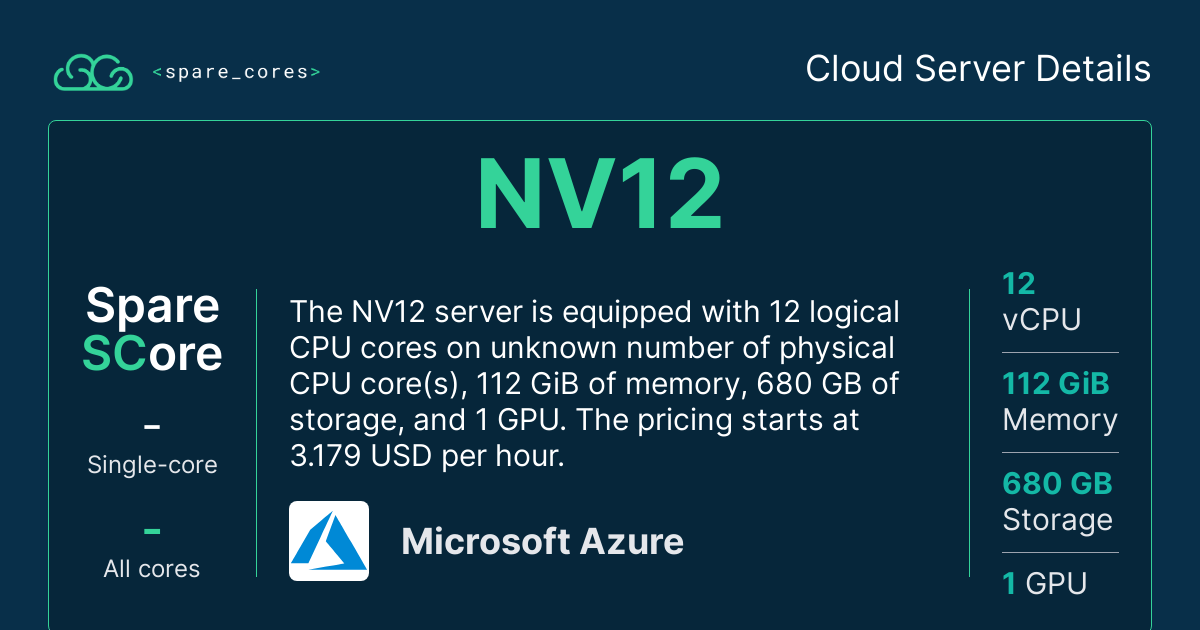 <spare_cores>
Cloud Server Details
NV12
Spare
SCore
-
Single-core
-
All cores
The NV12 server is equipped with 12 logical
CPU cores on unknown number of physical
CPU core(s), 112 GiB of memory, 680 GB of
storage, and 1 GPU. The pricing starts at
3.179 USD per hour.
Microsoft Azure
12
vCPU
112 GiB
Memory
680 GB
Storage
1 GPU